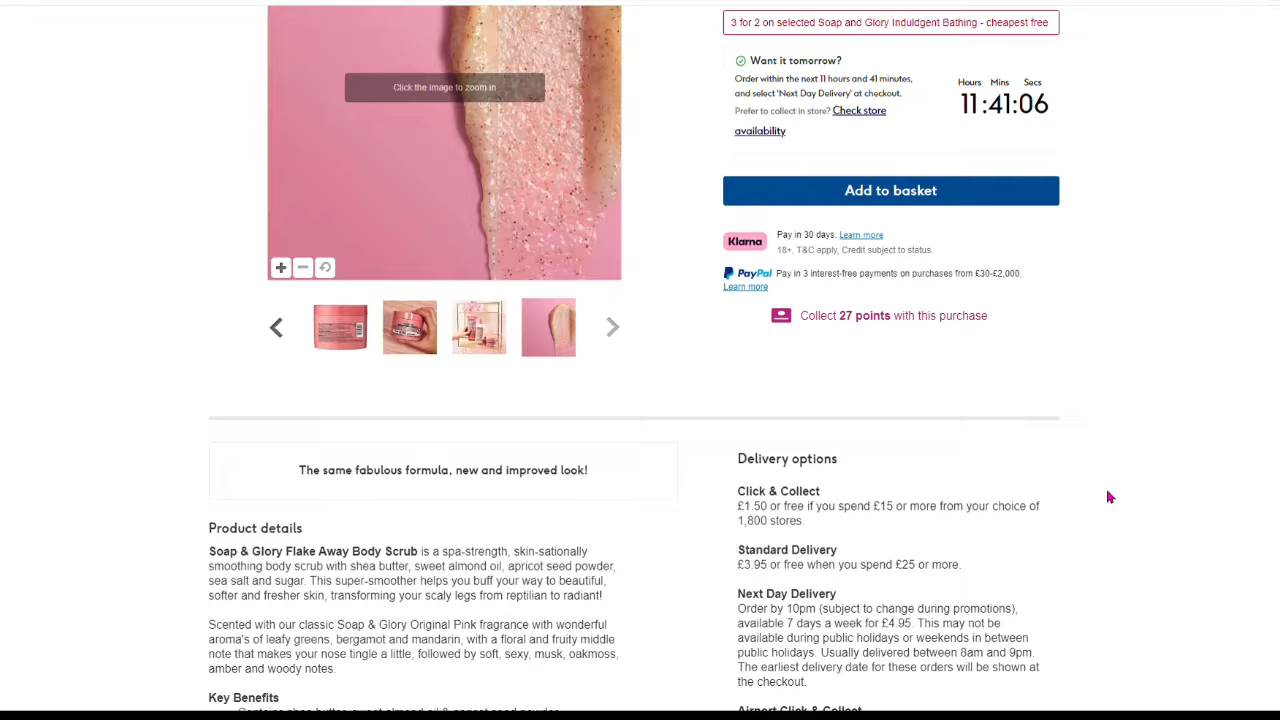 Click the image to zoom in
3 for 2 on selected Soap and Glory Induldgent Bathing - cheapest free
Want it tomorrow?
Order within the next 11 hours and 41 minutes,
and select 'Next Day Delivery' at checkout.
Prefer to collect in store? Check store
availability
Hours Mins Secs
11:41:06
Add to basket
Klarna Pay in 30 days. Learn more
18+, T&C apply, Credit subject to status.
PayPal Pay in 3 interest-free payments on purchases from £30-£2,000.
Learn more
Collect 27 points with this purchase
The same fabulous formula, new and improved look!
Product details
Soap & Glory Flake Away Body Scrub is a spa-strength, skin-sationally
smoothing body scrub with shea butter, sweet almond oil, apricot seed powder,
sea salt and sugar. This super-smoother helps you buff your way to beautiful,
softer and fresher skin, transforming your scaly legs from reptilian to radiant!
Scented with our classic Soap & Glory Original Pink fragrance with wonderful
aroma's of leafy greens, bergamot and mandarin, with a floral and fruity middle
note that makes your nose tingle a little, followed by soft, sexy, musk, oakmoss,
amber and woody notes.
Key Benefits
Contains shea butter, sweet almond oil & apricot seed powder
Delivery options
Click & Collect
£1.50 or free if you spend £15 or more from your choice of
1,800 stores.
Standard Delivery
£3.95 or free when you spend £25 or more.
Next Day Delivery
Order by 10pm (subject to change during promotions),
available 7 days a week for £4.95. This may not be
available during public holidays or weekends in between
public holidays. Usually delivered between 8am and 9pm.
The earliest delivery date for these orders will be shown at
the checkout.
Airport Click & Collect